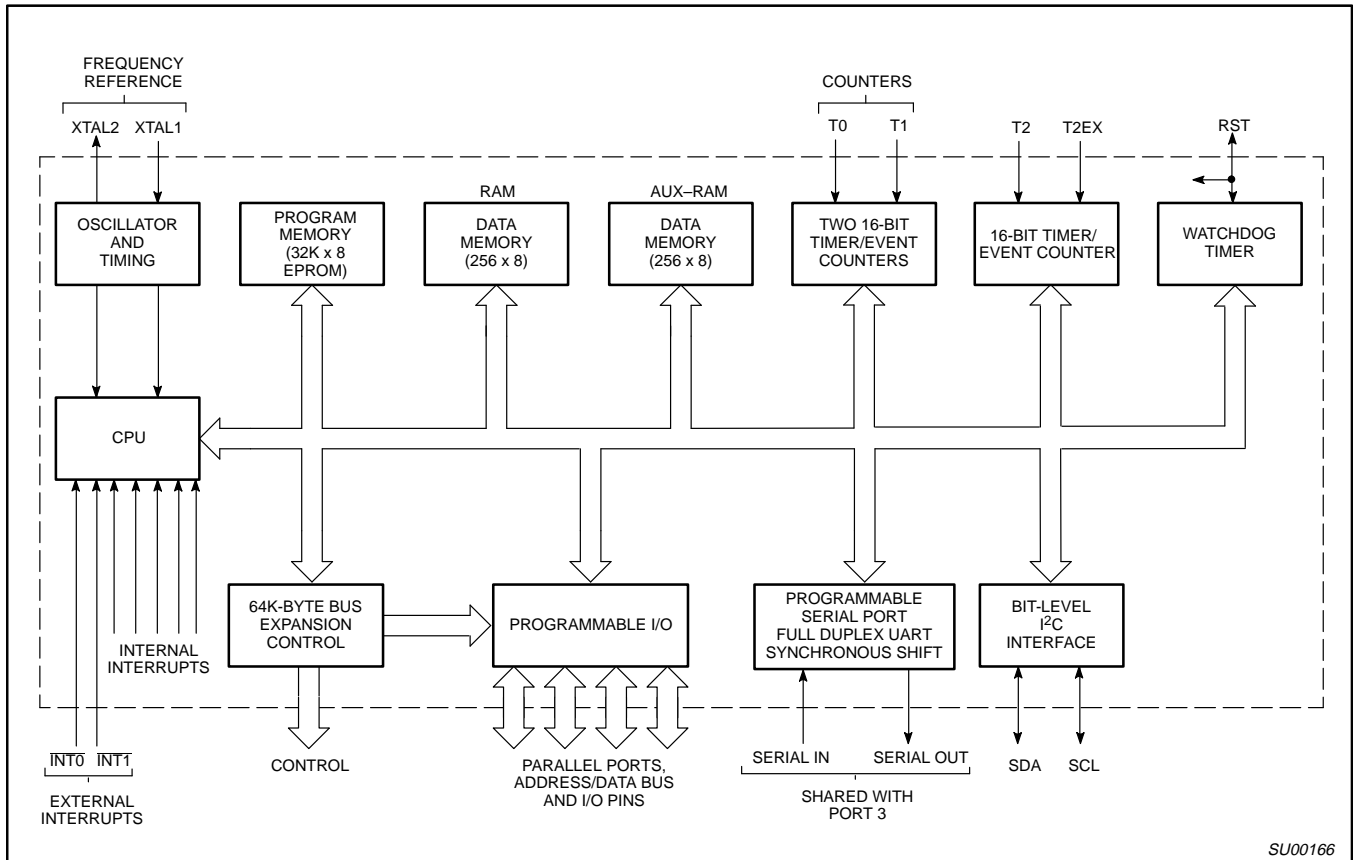 FREQUENCY
REFERENCE
XTAL2
XTAL1
COUNTERS
T0
T1
T2
T2EX
RST
OSCILLATOR
AND
TIMING
PROGRAM
MEMORY
(32K x 8
EPROM)
RAM
DATA
MEMORY
(256 x 8)
AUX–RAM
DATA
MEMORY
(256 x 8)
TWO 16-BIT
TIMER/EVENT
COUNTERS
16-BIT TIMER/
EVENT COUNTER
WATCHDOG
TIMER
CPU
INTERNAL
INTERRUPTS
64K-BYTE BUS
EXPANSION
CONTROL
PROGRAMMABLE I/O
PROGRAMMABLE
SERIAL PORT
FULL DUPLEX UART
SYNCHRONOUS SHIFT
BIT-LEVEL
I²C
INTERFACE
INT0
INT1
EXTERNAL
INTERRUPTS
CONTROL
PARALLEL PORTS,
ADDRESS/DATA BUS
AND I/O PINS
SERIAL IN
SERIAL OUT
SHARED WITH
PORT 3
SDA
SCL
SU00166